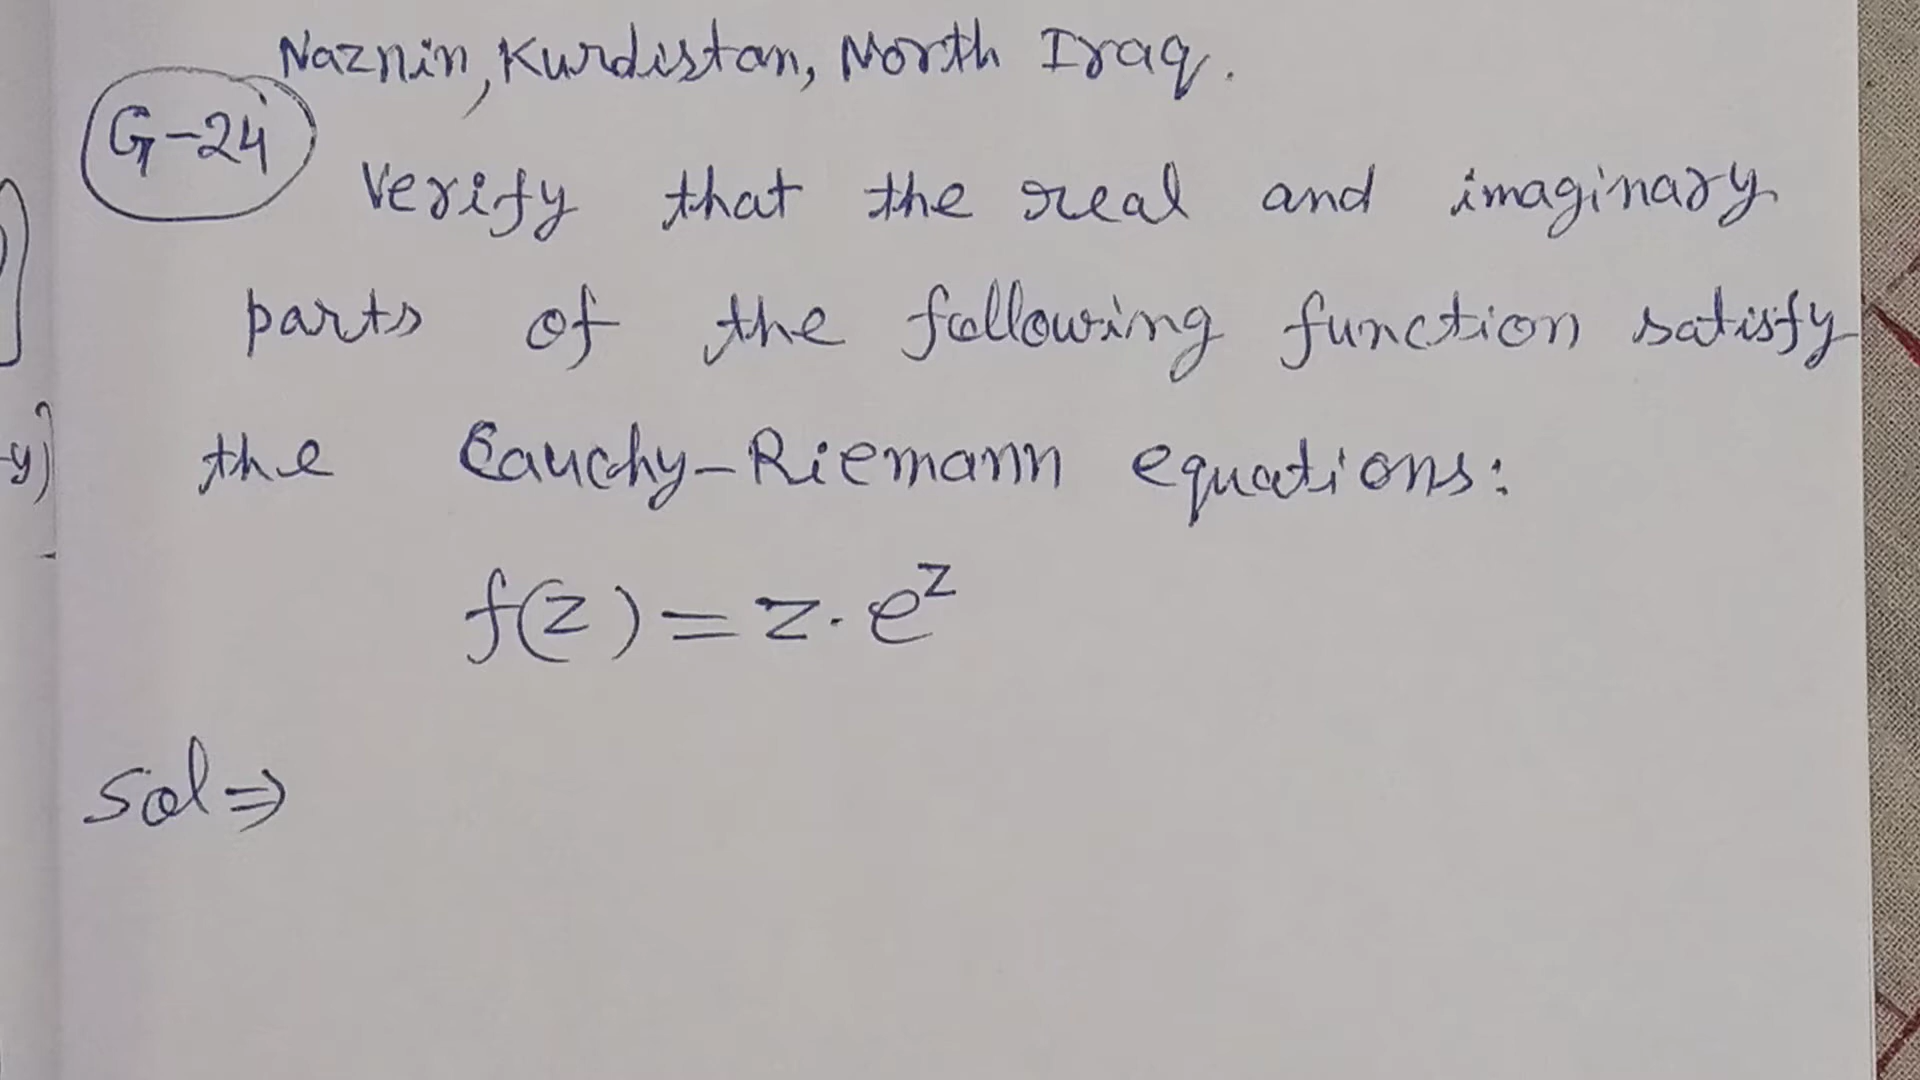 Naznin, Kurdistan, North Iraq.
G-24
Verify that the real and imaginary
parts of the following function satisfy
-y)
the Cauchy-Riemann equations:
f(z) = z. e^z
Sol⇒